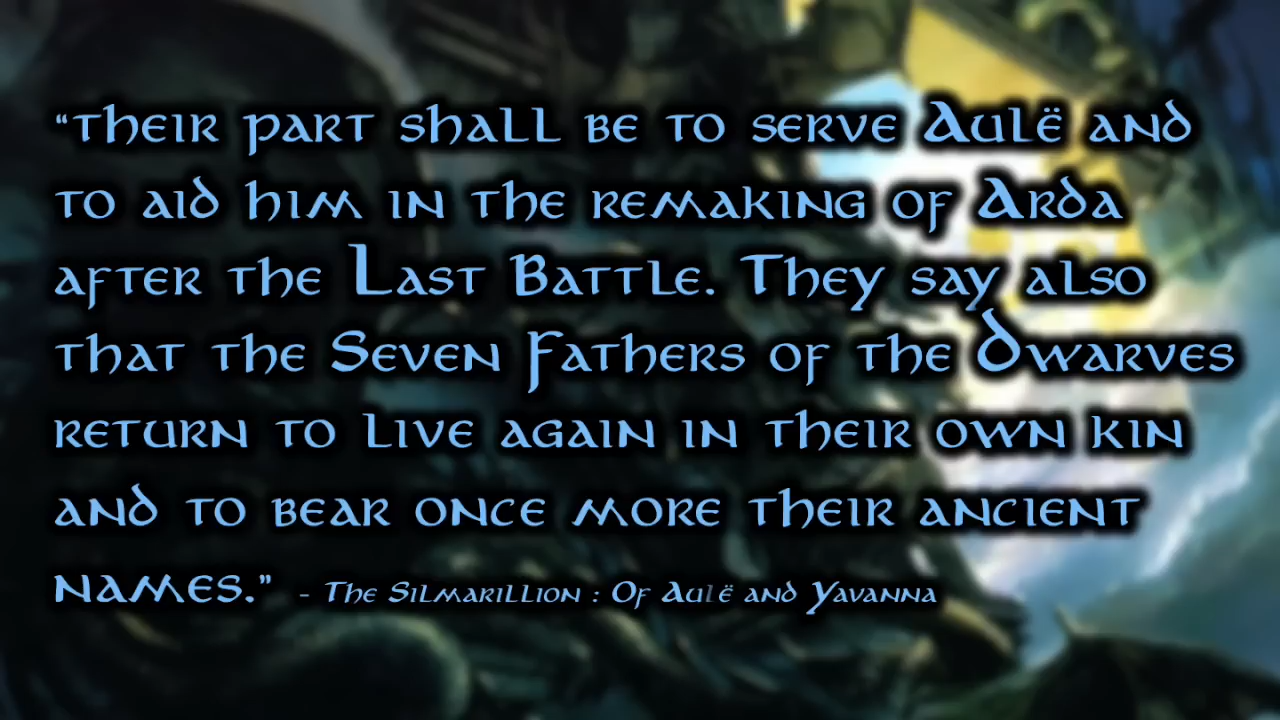 “Their part shall be to serve Aulë and
to aid him in the remaking of Arda
after the Last Battle. They say also
that the Seven Fathers of the Dwarves
return to live again in their own kin
and to bear once more their ancient
names.” - The Silmarillion : Of Aulë and Yavanna